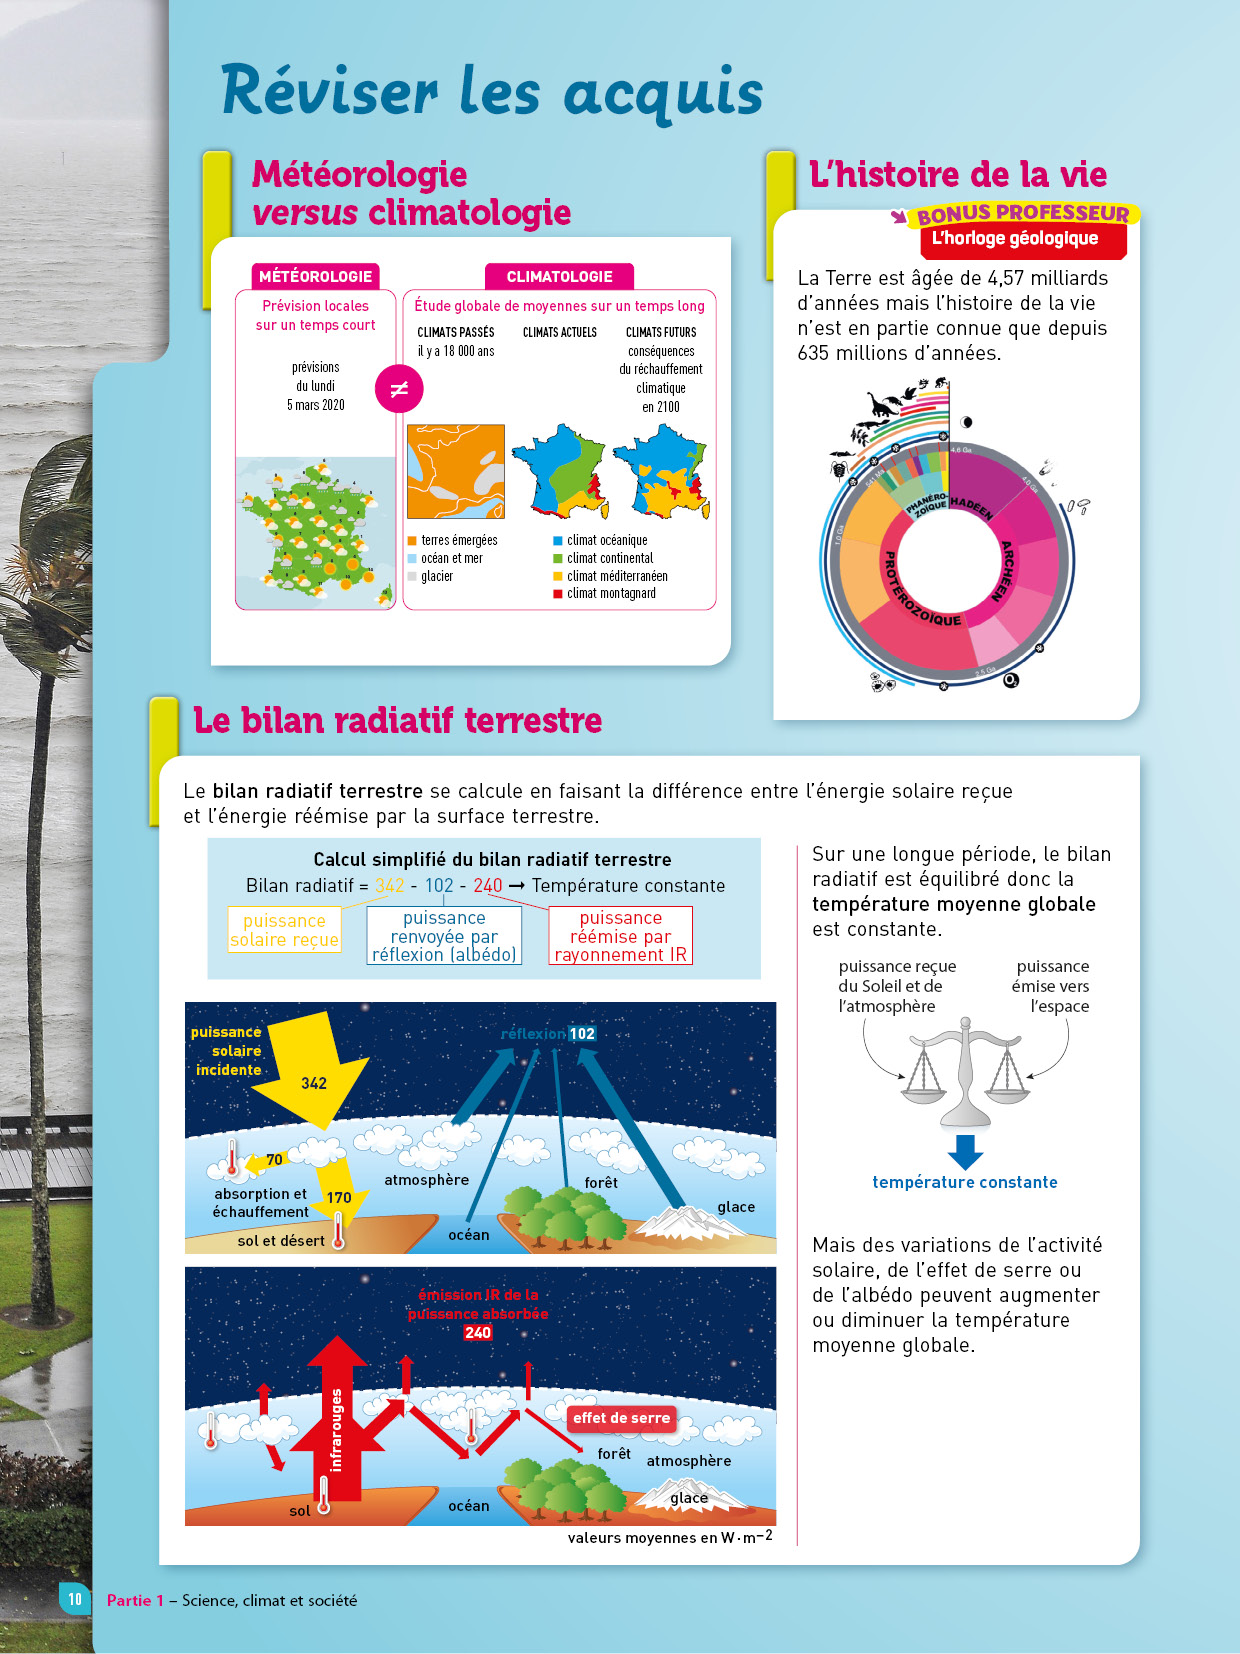 Réviser les acquis
Météorologie
versus climatologie
MÉTÉOROLOGIE
Prévision locales
sur un temps court
prévisions
du lundi
5 mars 2020
≠
CLIMATOLOGIE
Étude globale de moyennes sur un temps long
CLIMATS PASSÉS
il y a 18 000 ans
CLIMATS ACTUELS
CLIMATS FUTURS
conséquences
du réchauffement
climatique
en 2100
terres émergées
océan et mer
glacier
climat océanique
climat continental
climat méditerranéen
climat montagnard
L'histoire de la vie
BONUS PROFESSEUR
L'horloge géologique
La Terre est âgée de 4,57 milliards
d'années mais l'histoire de la vie
n'est en partie connue que depuis
635 millions d'années.
4,6 Ga
4,0 Ga
2,5 Ga
1,0 Ga
541 Ma
PHANÉRO-
ZOÏQUE
HADÉEN
ARCHÉEN
PROTÉROZOÏQUE
O₂
Le bilan radiatif terrestre
Le bilan radiatif terrestre se calcule en faisant la différence entre l'énergie solaire reçue
et l'énergie réémise par la surface terrestre.
Calcul simplifié du bilan radiatif terrestre
Bilan radiatif = 342 - 102 - 240 ➞ Température constante
puissance
solaire reçue
puissance
renvoyée par
réflexion (albédo)
puissance
réémise par
rayonnement IR
puissance
solaire
incidente
342
réflexion 102
70
absorption et
échauffement
170
sol et désert
atmosphère
océan
forêt
glace
émission IR de la
puissance absorbée
240
infrarouges
effet de serre
forêt
atmosphère
glace
sol
océan
valeurs moyennes en W·m−2
Sur une longue période, le bilan
radiatif est équilibré donc la
température moyenne globale
est constante.
puissance reçue
du Soleil et de
l'atmosphère
puissance
émise vers
l'espace
température constante
Mais des variations de l'activité
solaire, de l'effet de serre ou
de l'albédo peuvent augmenter
ou diminuer la température
moyenne globale.
10
Partie 1 – Science, climat et société